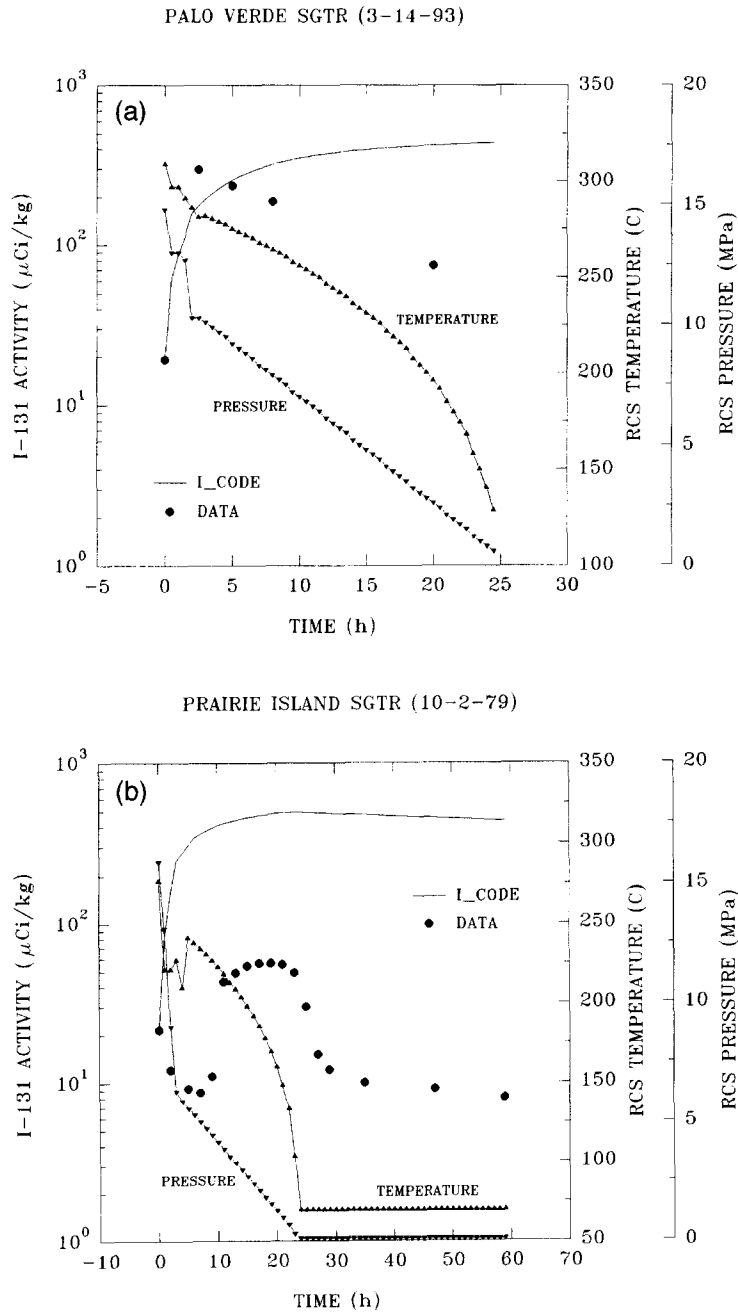 PALO VERDE SGTR (3-14-93)
(a)
I-131 ACTIVITY (μCi/kg)
10^3
10^2
10^1
10^0
TEMPERATURE
PRESSURE
I_CODE
DATA
-5 0 5 10 15 20 25 30
TIME (h)
350
300
250
200
150
100
RCS TEMPERATURE (C)
20
15
10
5
0
RCS PRESSURE (MPa)
PRAIRIE ISLAND SGTR (10-2-79)
(b)
I-131 ACTIVITY (μCi/kg)
10^3
10^2
10^1
10^0
I_CODE
DATA
PRESSURE
TEMPERATURE
-10 0 10 20 30 40 50 60 70
TIME (h)
350
300
250
200
150
100
50
RCS TEMPERATURE (C)
20
15
10
5
0
RCS PRESSURE (MPa)